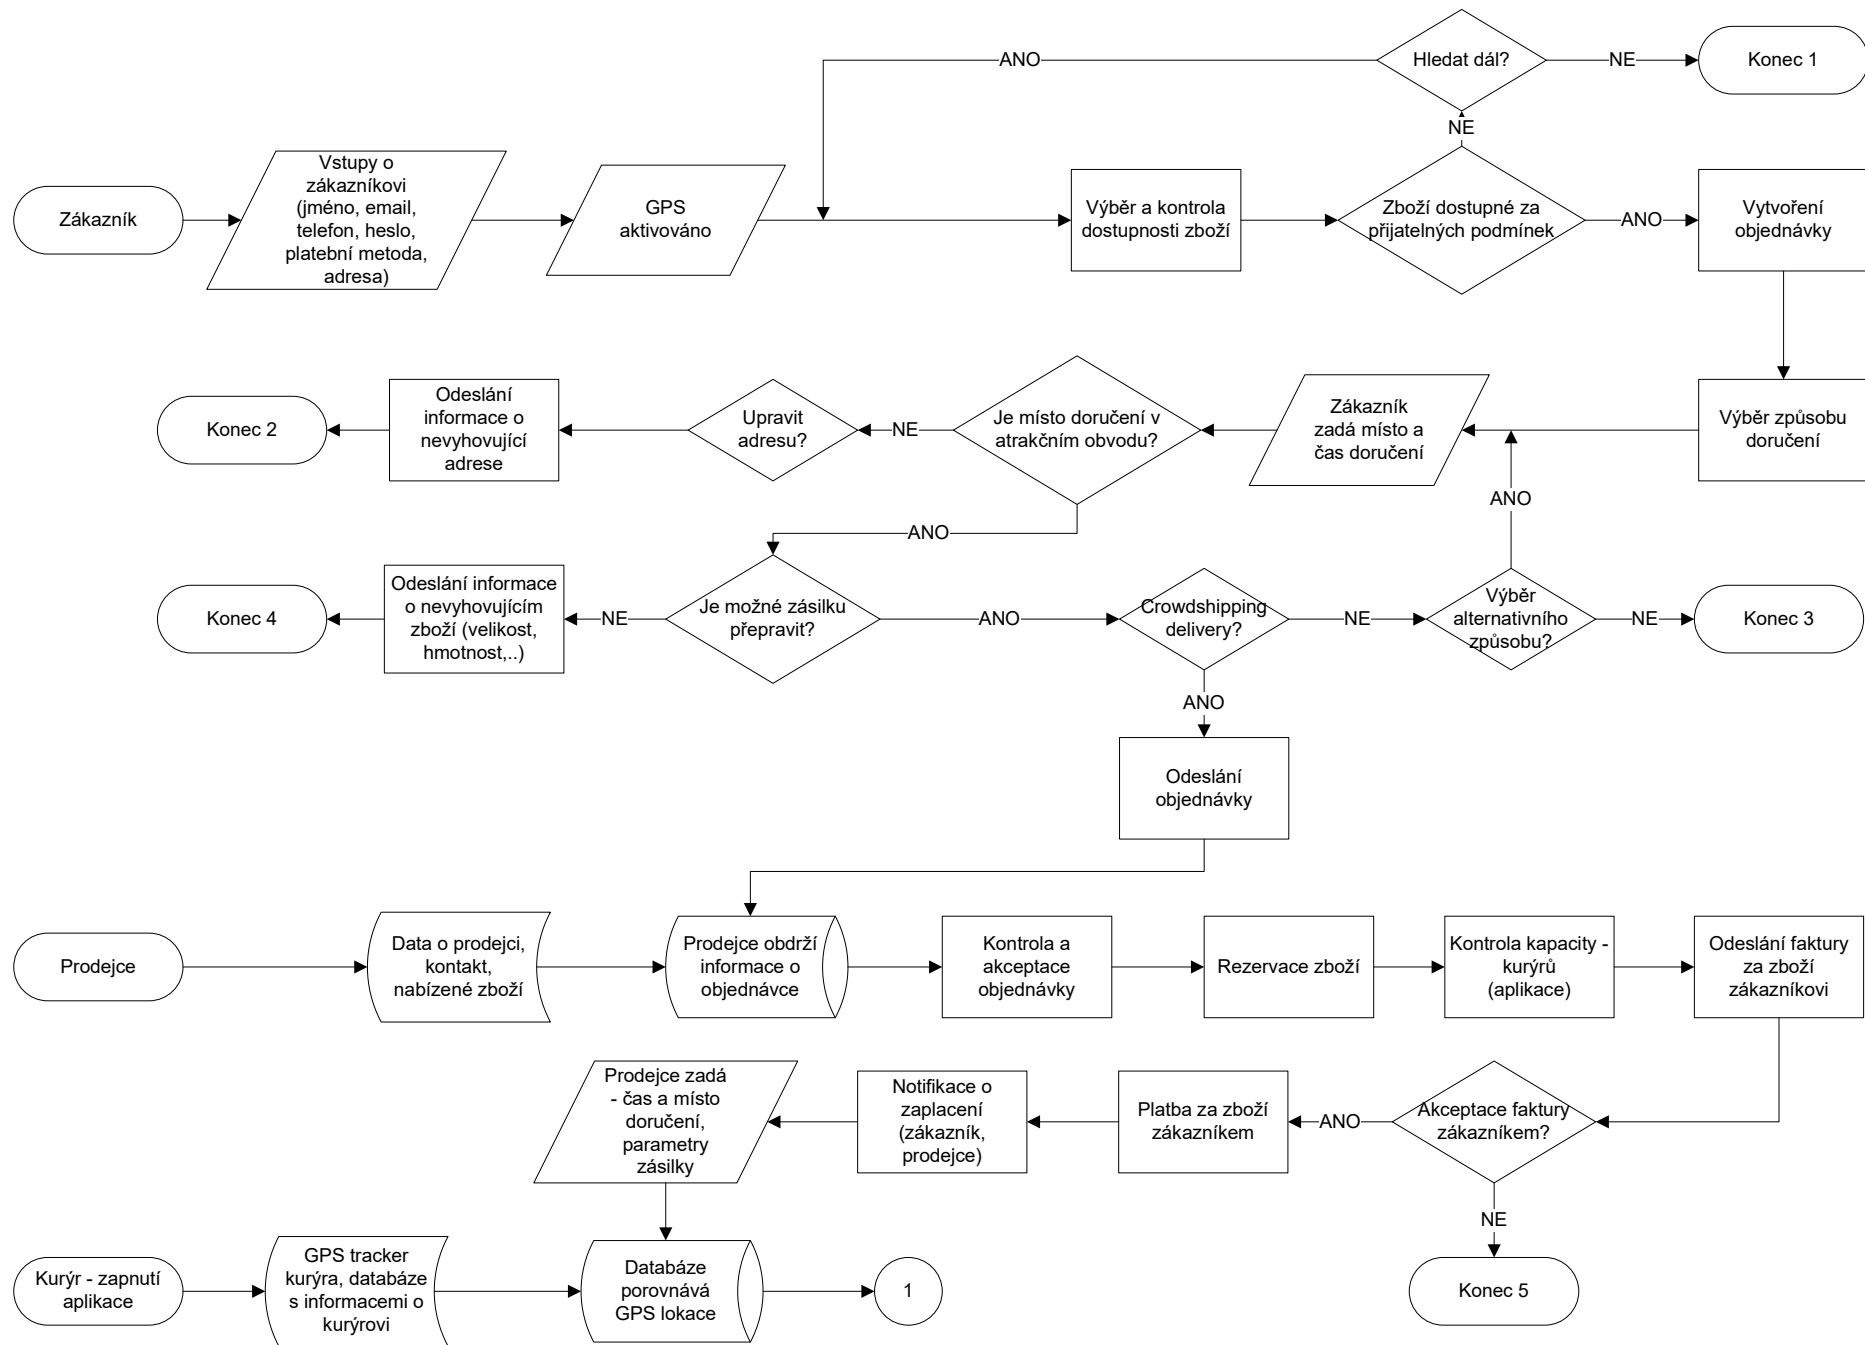 Hledat dál?
ANO
NE
Konec 1
NE
Zákazník
Vstupy o
zákazníkovi
(jméno, email,
telefon, heslo,
platební metoda,
adresa)
GPS
aktivováno
Výběr a kontrola
dostupnosti zboží
Zboží dostupné za
přijatelných podmínek
ANO
Vytvoření
objednávky
Konec 2
Odeslání
informace o
nevyhovující
adrese
Upravit
adresu?
NE
Je místo doručení v
atrakčním obvodu?
Zákazník
zadá místo a
čas doručení
Výběr způsobu
doručení
ANO
ANO
Konec 4
Odeslání informace
o nevyhovujícím
zboží (velikost,
hmotnost,..)
NE
Je možné zásilku
přepravit?
ANO
Crowdshipping
delivery?
NE
Výběr
alternativního
způsobu?
NE
Konec 3
ANO
Odeslání
objednávky
Prodejce
Data o prodejci,
kontakt,
nabízené zboží
Prodejce obdrží
informace o
objednávce
Kontrola a
akceptace
objednávky
Rezervace zboží
Kontrola kapacity -
kurýrů
(aplikace)
Odeslání faktury
za zboží
zákazníkovi
Prodejce zadá
- čas a místo
doručení,
parametry
zásilky
Notifikace o
zaplacení
(zákazník,
prodejce)
Platba za zboží
zákazníkem
ANO
Akceptace faktury
zákazníkem?
NE
Kurýr - zapnutí
aplikace
GPS tracker
kurýra, databáze
s informacemi o
kurýrovi
Databáze
porovnává
GPS lokace
1
Konec 5